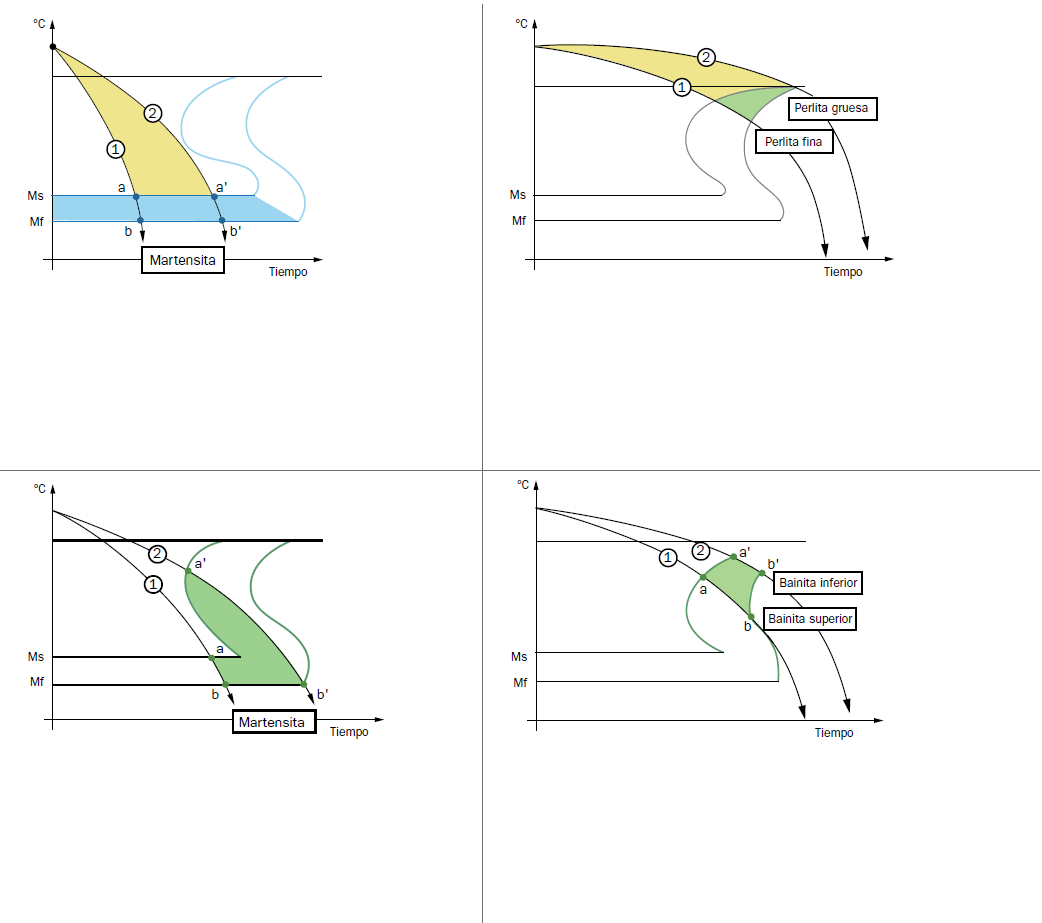 °C
2
1
Ms
a
a'
Mf
b
b'
Martensita
Tiempo
°C
2
1
Perlita gruesa
Perlita fina
Ms
Mf
Tiempo
°C
2
a'
1
Ms
a
Mf
b
b'
Martensita
Tiempo
°C
1
2
a'
b'
a
Bainita inferior
b
Bainita superior
Ms
Mf
Tiempo